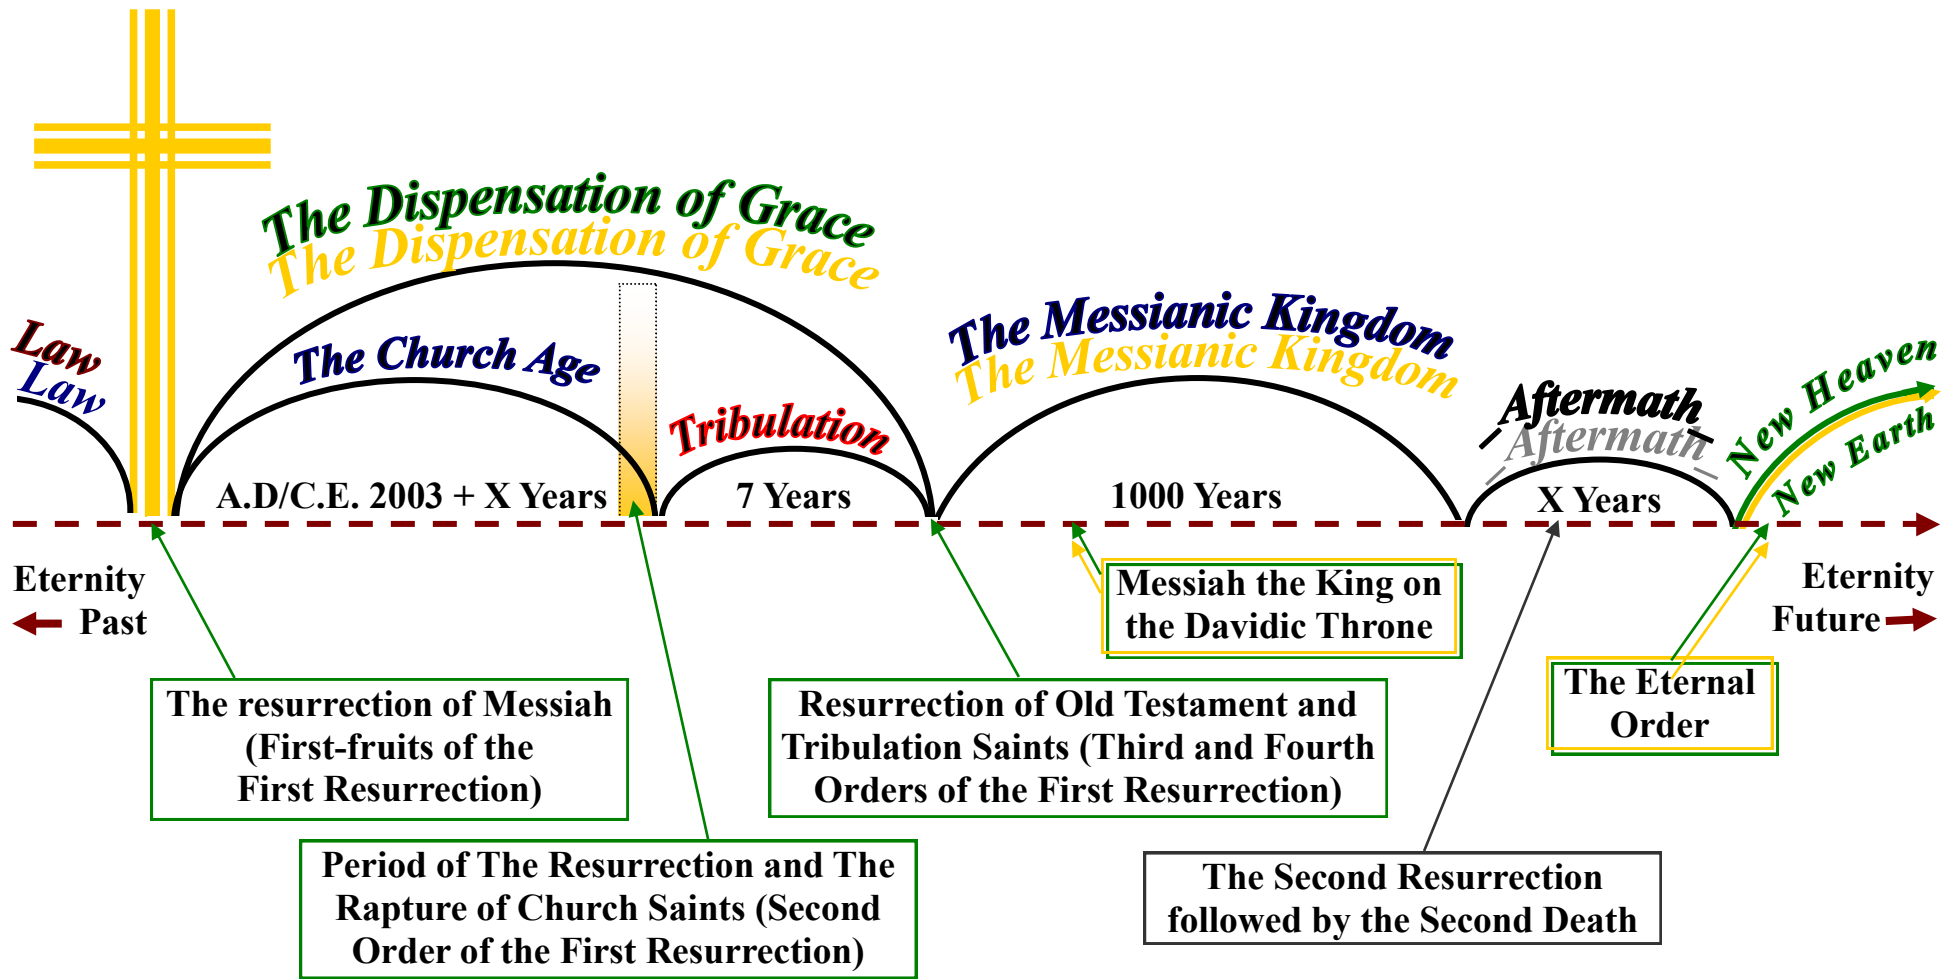 The Dispensation of Grace
The Dispensation of Grace
Law
Law
The Church Age
Tribulation
The Messianic Kingdom
The Messianic Kingdom
Aftermath
Aftermath
New Heaven
New Earth
A.D/C.E. 2003 + X Years
7 Years
1000 Years
X Years
Eternity
Past
Eternity
Future
Messiah the King on
the Davidic Throne
The resurrection of Messiah
(First-fruits of the
First Resurrection)
Resurrection of Old Testament and
Tribulation Saints (Third and Fourth
Orders of the First Resurrection)
The Eternal
Order
Period of The Resurrection and The
Rapture of Church Saints (Second
Order of the First Resurrection)
The Second Resurrection
followed by the Second Death